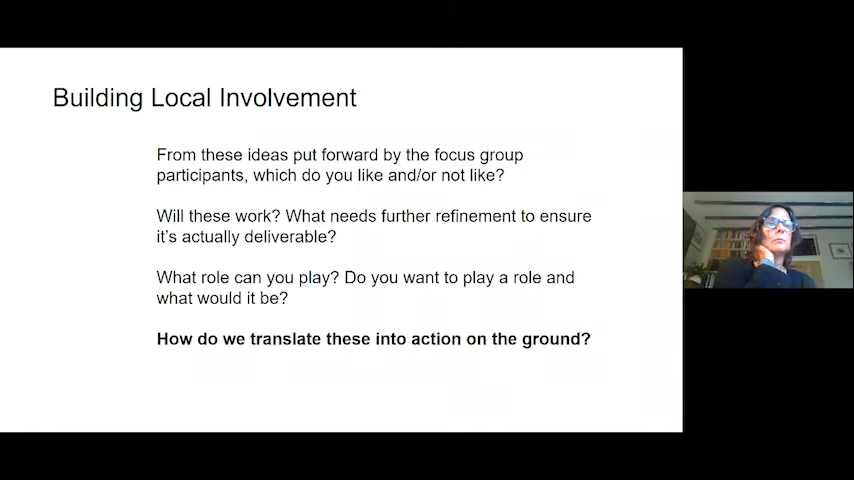 Building Local Involvement
From these ideas put forward by the focus group
participants, which do you like and/or not like?
Will these work? What needs further refinement to ensure
it's actually deliverable?
What role can you play? Do you want to play a role and
what would it be?
How do we translate these into action on the ground?